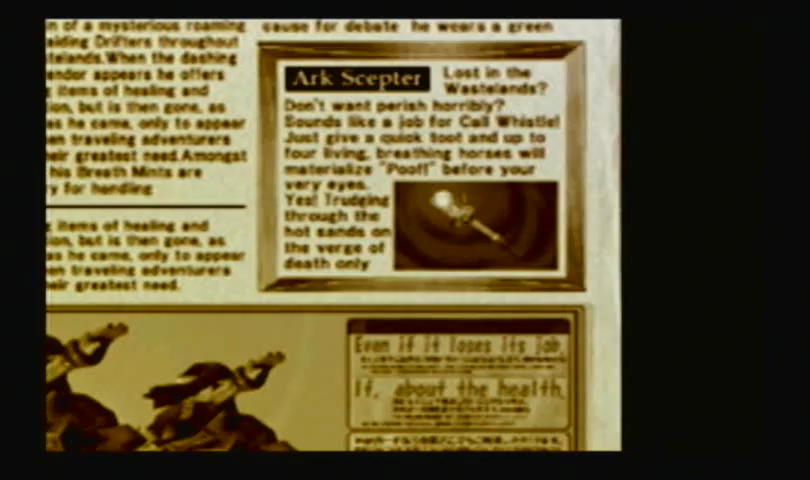 n of a mysterious roaming
aiding Drifters throughout
telands.When the dashing
endor appears he offers
g items of healing and
ion, but is then gone, as
as he came, only to appear
en traveling adventurers
eir greatest need.Amongst
his Breath Mints are
ry for handling
g items of healing and
ion, but is then gone, as
as he came, only to appear
en traveling adventurers
eir greatest need.
cause for debate he wears a green
Ark Scepter
Lost in the
Wastelands?
Don't want perish horribly?
Sounds like a job for Call Whistle!
Just give a quick toot and up to
four living, breathing horses will
materialize "Poof!" before your
very eyes.
Yes! Trudging
through the
hot sands on
the verge of
death only
Even if it loses its job,
If, about the health,